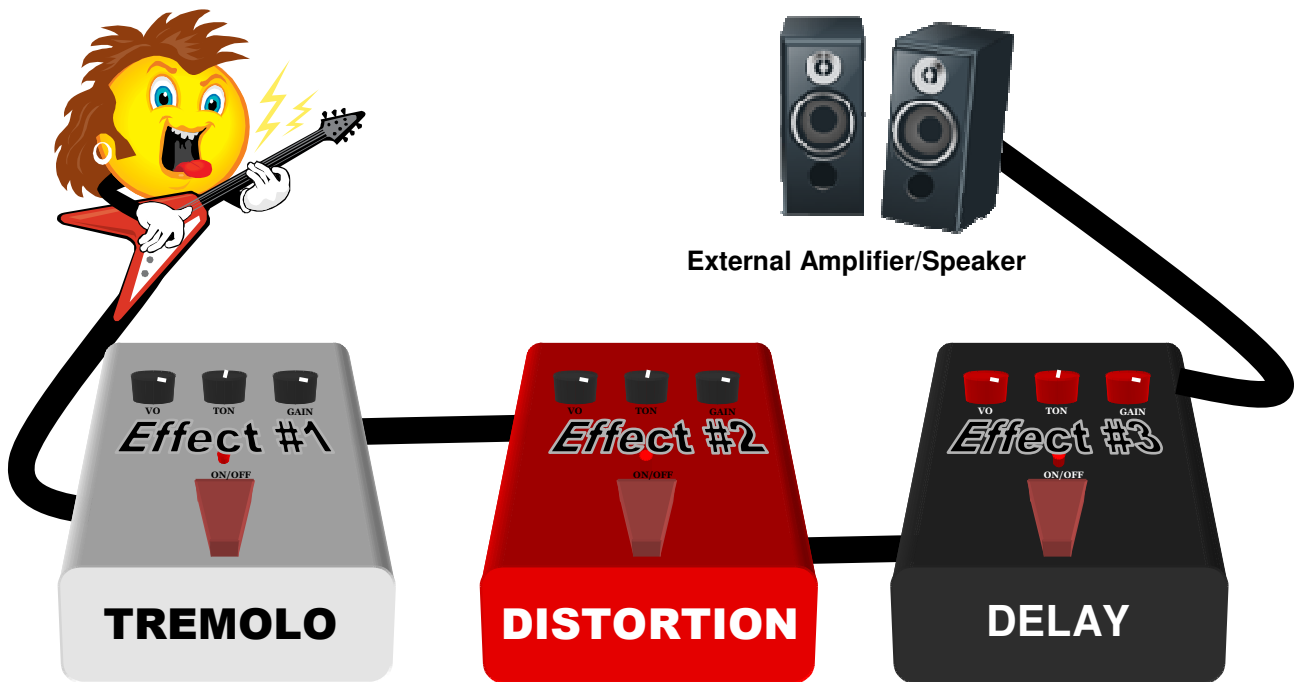 External Amplifier/Speaker
VO TON GAIN
Effect #1
ON/OFF
TREMOLO
VO TON GAIN
Effect #2
ON/OFF
DISTORTION
VO TON GAIN
Effect #3
ON/OFF
DELAY